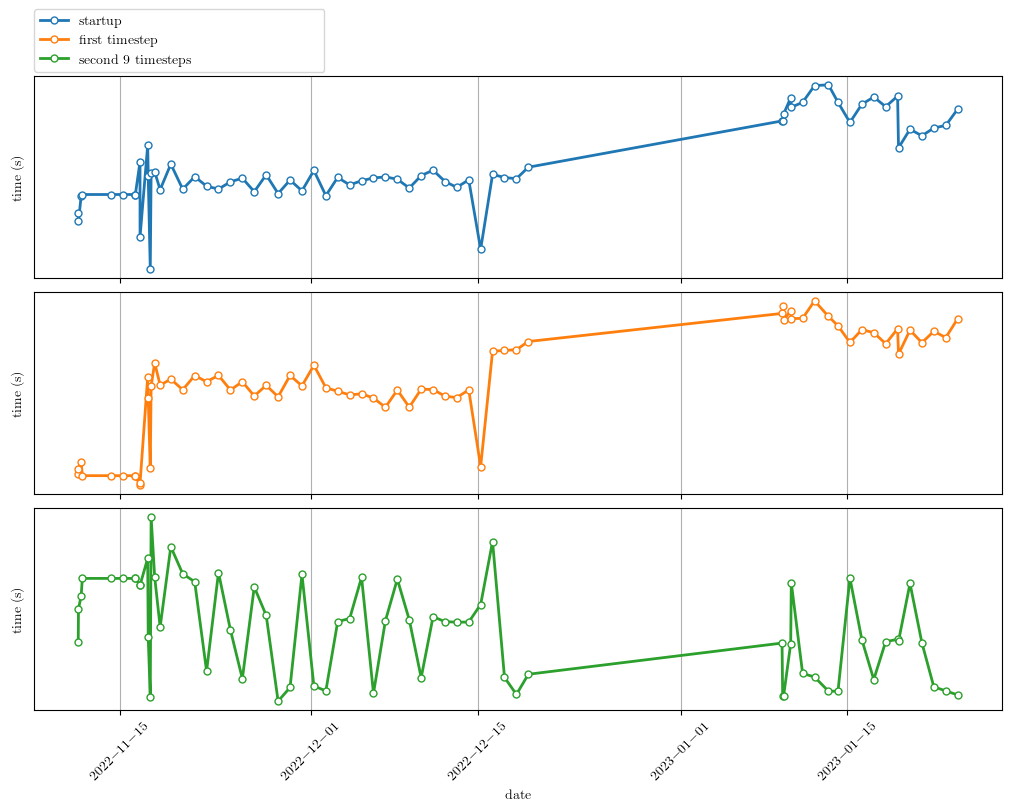 startup
first timestep
second 9 timesteps
time (s)
time (s)
time (s)
2022−11−15
2022−12−01
2022−12−15
2023−01−01
2023−01−15
date